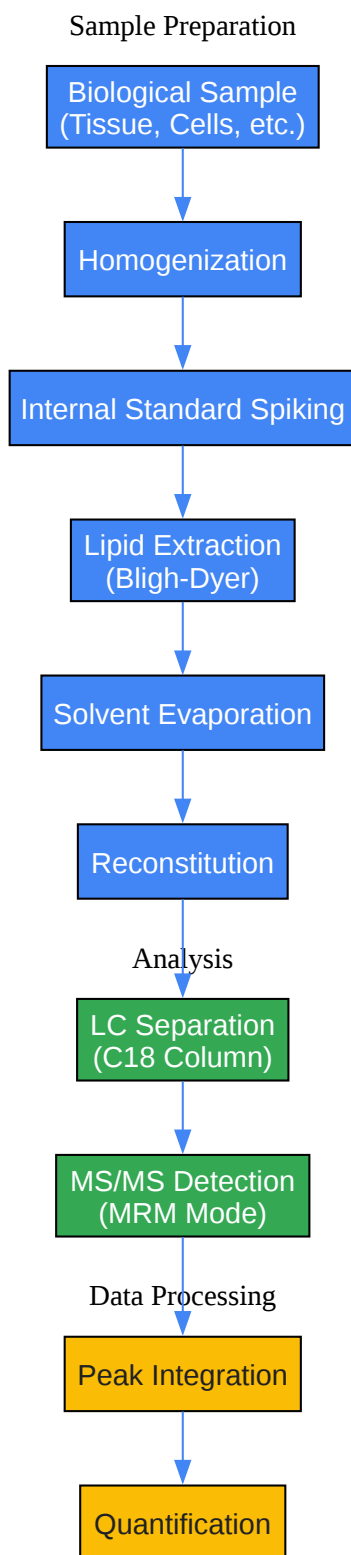 Sample Preparation
Biological Sample
(Tissue, Cells, etc.)
Homogenization
Internal Standard Spiking
Lipid Extraction
(Bligh-Dyer)
Solvent Evaporation
Reconstitution
Analysis
LC Separation
(C18 Column)
MS/MS Detection
(MRM Mode)
Data Processing
Peak Integration
Quantification